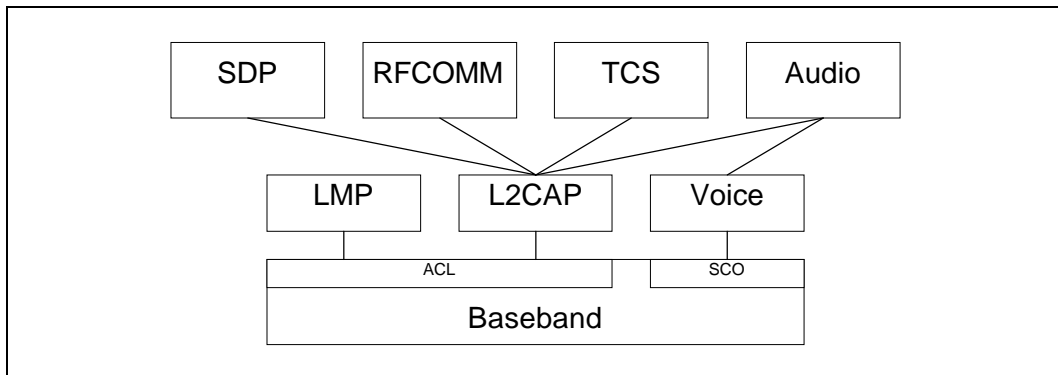 SDP
RFCOMM
TCS
Audio
LMP
L2CAP
Voice
ACL
SCO
Baseband